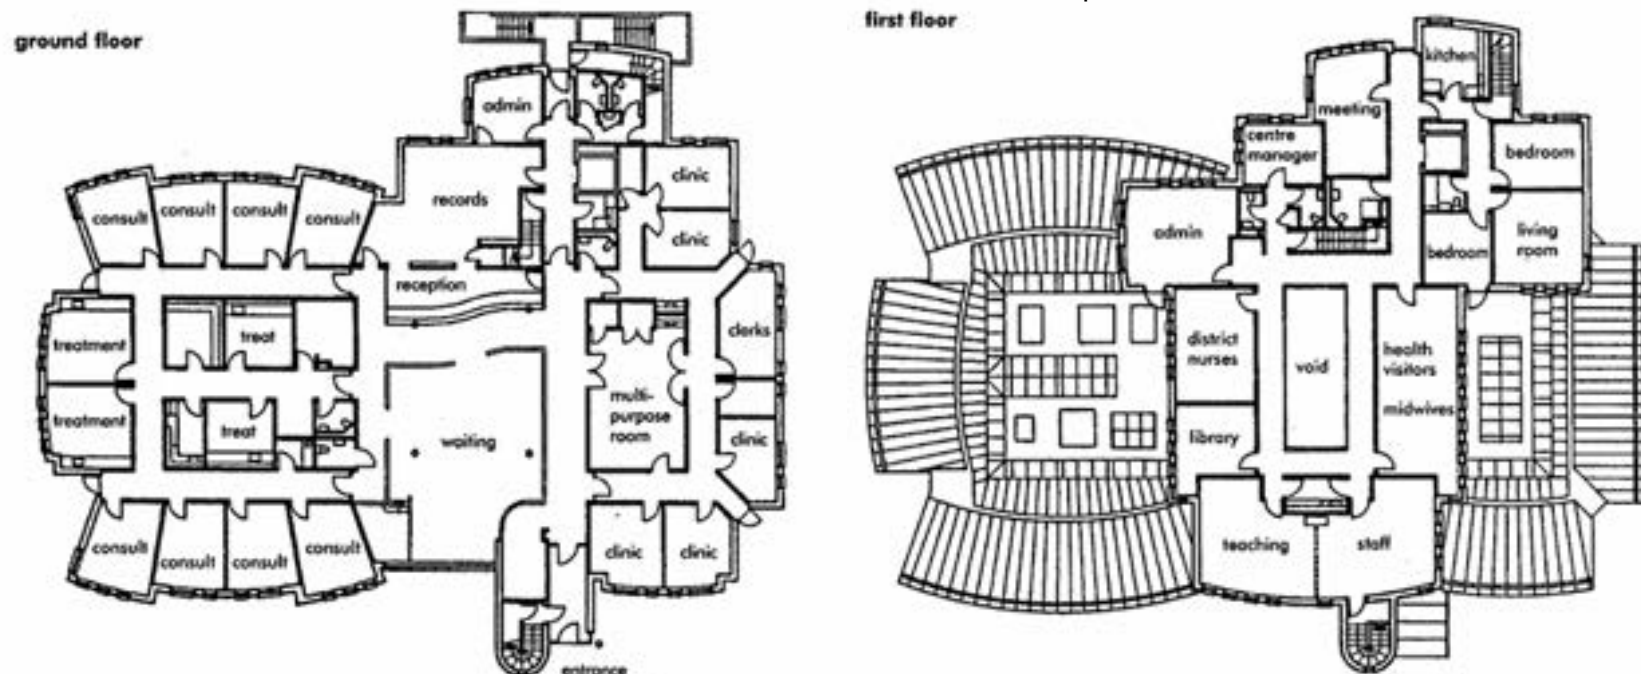 ground floor
admin
records
clinic
clinic
consult
consult
consult
consult
reception
treatment
treat
clerks
treatment
treat
waiting
multi-
purpose
room
clinic
consult
consult
consult
consult
clinic
clinic
entrance
first floor
kitchen
meeting
centre
manager
bedroom
admin
living
room
bedroom
district
nurses
void
health
visitors
midwives
library
teaching
staff